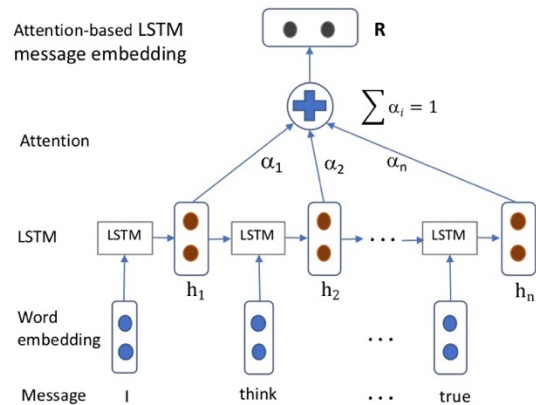 Attention-based LSTM
message embedding
R
∑ αᵢ = 1
Attention
α₁ α₂ αₙ
LSTM
LSTM LSTM ... LSTM
h₁ h₂ hₙ
Word
embedding
...
Message I think ... true